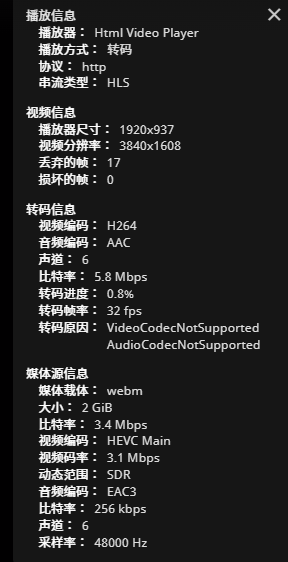 播放信息
播放器： Html Video Player
播放方式： 转码
协议： http
串流类型： HLS
视频信息
播放器尺寸： 1920x937
视频分辨率： 3840x1608
丢弃的帧： 17
损坏的帧： 0
转码信息
视频编码： H264
音频编码： AAC
声道： 6
比特率： 5.8 Mbps
转码进度： 0.8%
转码帧率： 32 fps
转码原因： VideoCodecNotSupported
AudioCodecNotSupported
媒体源信息
媒体载体： webm
大小： 2 GiB
比特率： 3.4 Mbps
视频编码： HEVC Main
视频码率： 3.1 Mbps
动态范围： SDR
音频编码： EAC3
比特率： 256 kbps
声道： 6
采样率： 48000 Hz